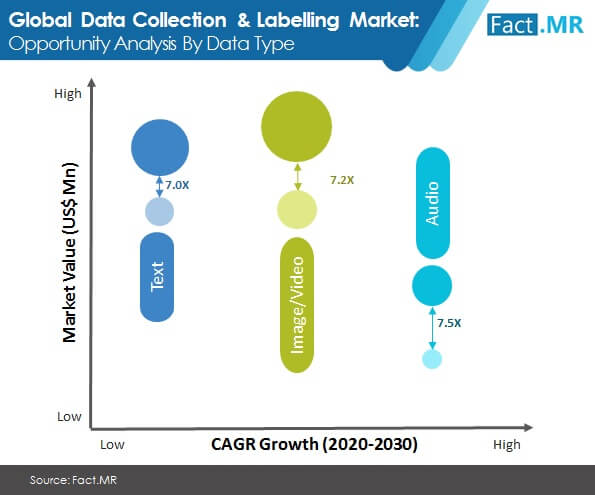 Global Data Collection & Labelling Market:
Opportunity Analysis By Data Type
Fact.MR
High
Market Value (US$ Mn)
Low
7.0X
Text
7.2X
Image/Video
Audio
7.5X
Low
CAGR Growth (2020-2030)
High
Source: Fact.MR